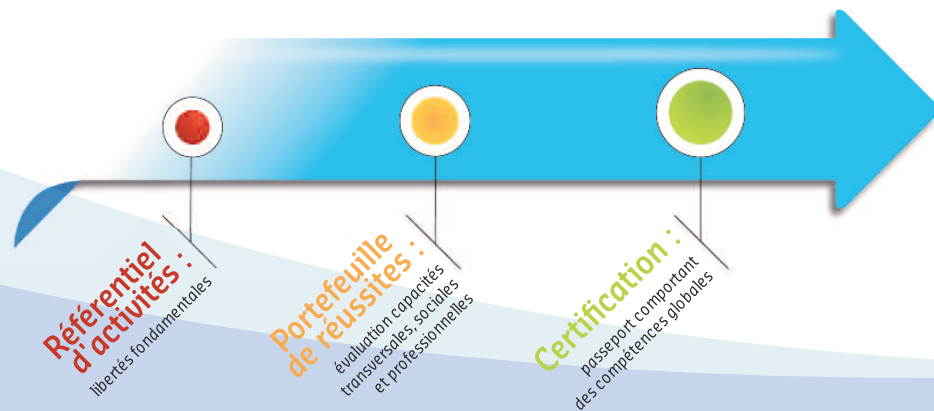 Référentiel
d'activités :
libertés fondamentales
Portefeuille
de réussites :
évaluation capacités
transversales, sociales
et professionnelles
Certification :
passeport comportant
des compétences globales